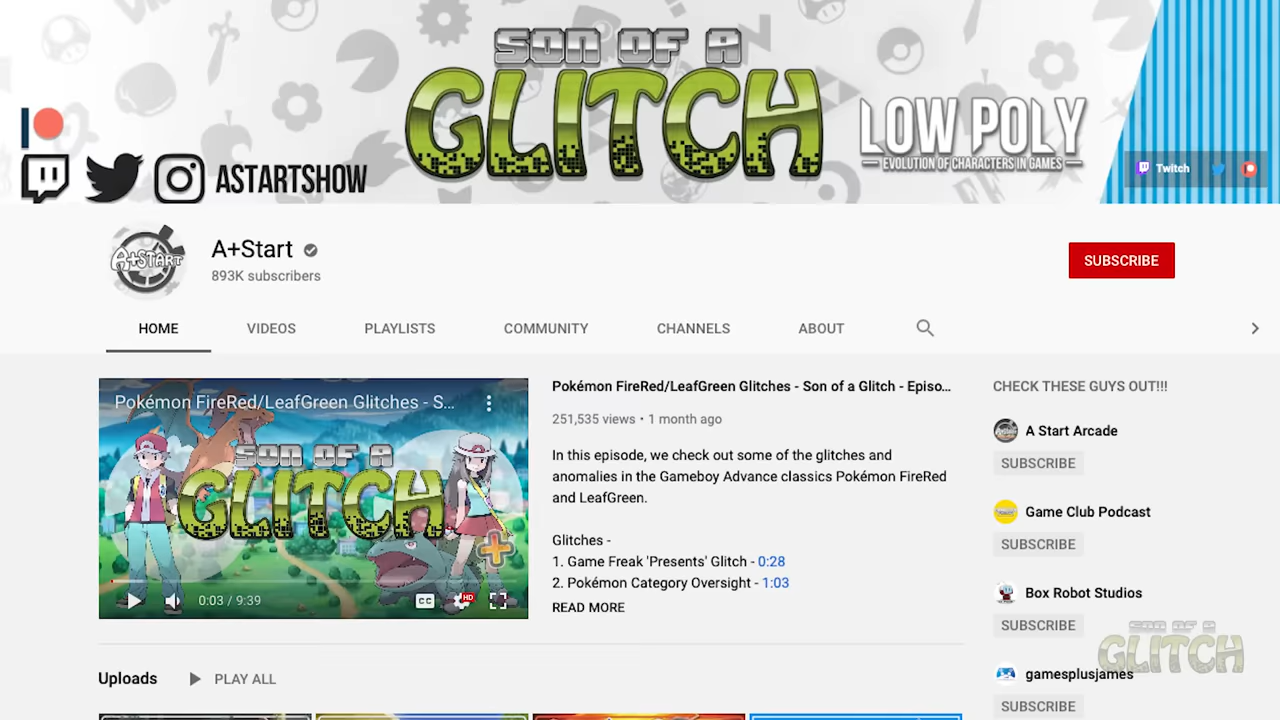 SON OF A
GLITCH
LOW POLY
EVOLUTION OF CHARACTERS IN GAMES
ASTARTSHOW
Twitch
A+START
A+Start
893K subscribers
SUBSCRIBE
HOME VIDEOS PLAYLISTS COMMUNITY CHANNELS ABOUT
Pokémon FireRed/LeafGreen Glitches - S...
SON OF A
GLITCH
CC
HD
0:03 / 9:39
Pokémon FireRed/LeafGreen Glitches - Son of a Glitch - Episo...
251,535 views • 1 month ago
In this episode, we check out some of the glitches and
anomalies in the Gameboy Advance classics Pokémon FireRed
and LeafGreen.
Glitches -
1. Game Freak 'Presents' Glitch - 0:28
2. Pokémon Category Oversight - 1:03
READ MORE
CHECK THESE GUYS OUT!!!
A Start Arcade
SUBSCRIBE
Game Club Podcast
SUBSCRIBE
Box Robot Studios
SUBSCRIBE
gamesplusjames
SUBSCRIBE
SON OF A
GLITCH
Uploads PLAY ALL